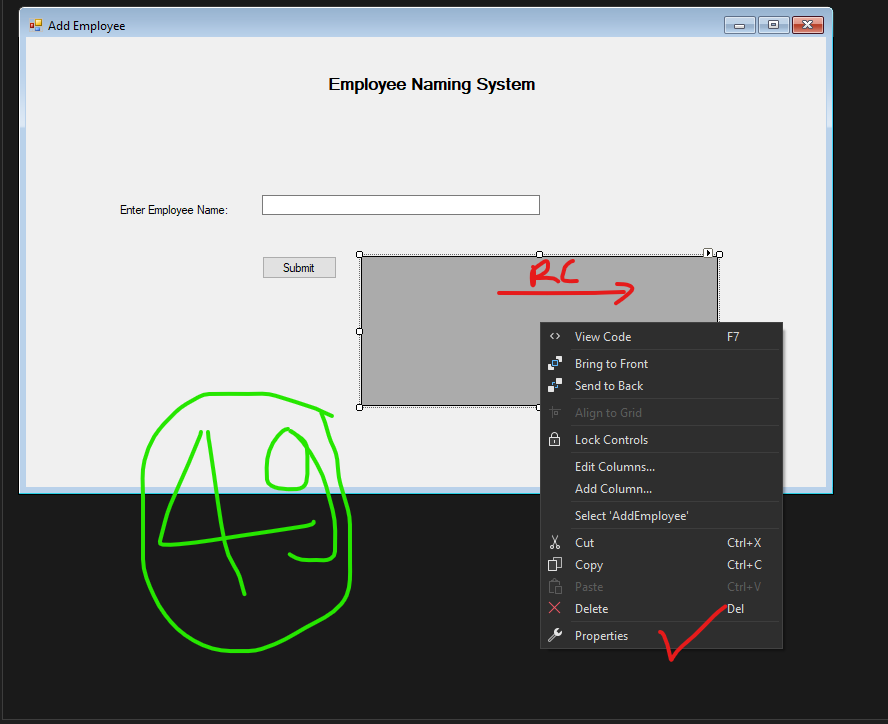 Add Employee
Employee Naming System
Enter Employee Name:
Submit
RC
View Code F7
Bring to Front
Send to Back
Align to Grid
Lock Controls
Edit Columns...
Add Column...
Select 'AddEmployee'
Cut Ctrl+X
Copy Ctrl+C
Paste Ctrl+V
Delete Del
Properties
49